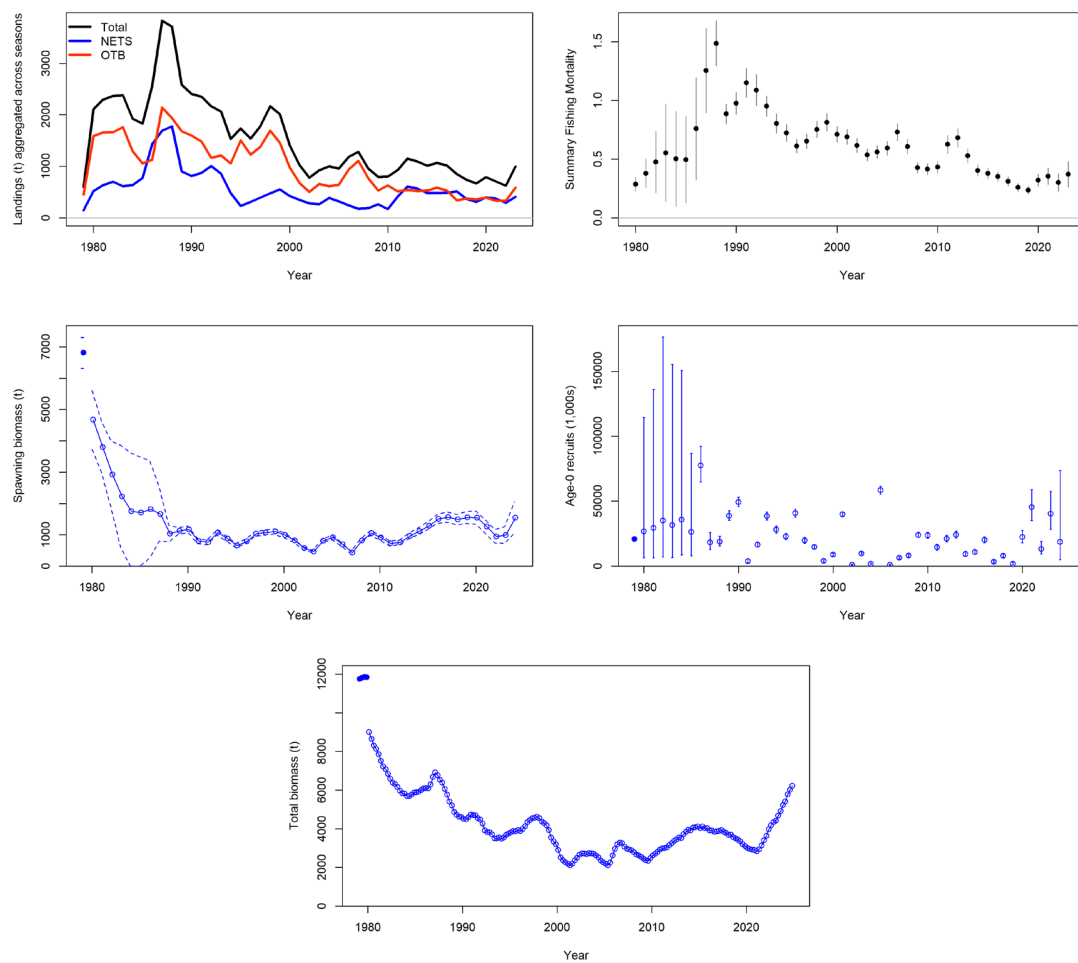 Landings (t) aggregated across seasons
Total
NETS
OTB
3000
2000
1000
0
1980 1990 2000 2010 2020
Year
Summary Fishing Mortality
1.5
1.0
0.5
0.0
1980 1990 2000 2010 2020
Year
Spawning biomass (t)
7000
5000
3000
1000
0
1980 1990 2000 2010 2020
Year
Age-0 recruits (1,000s)
150000
100000
50000
0
1980 1990 2000 2010 2020
Year
Total biomass (t)
12000
8000
6000
4000
2000
0
1980 1990 2000 2010 2020
Year